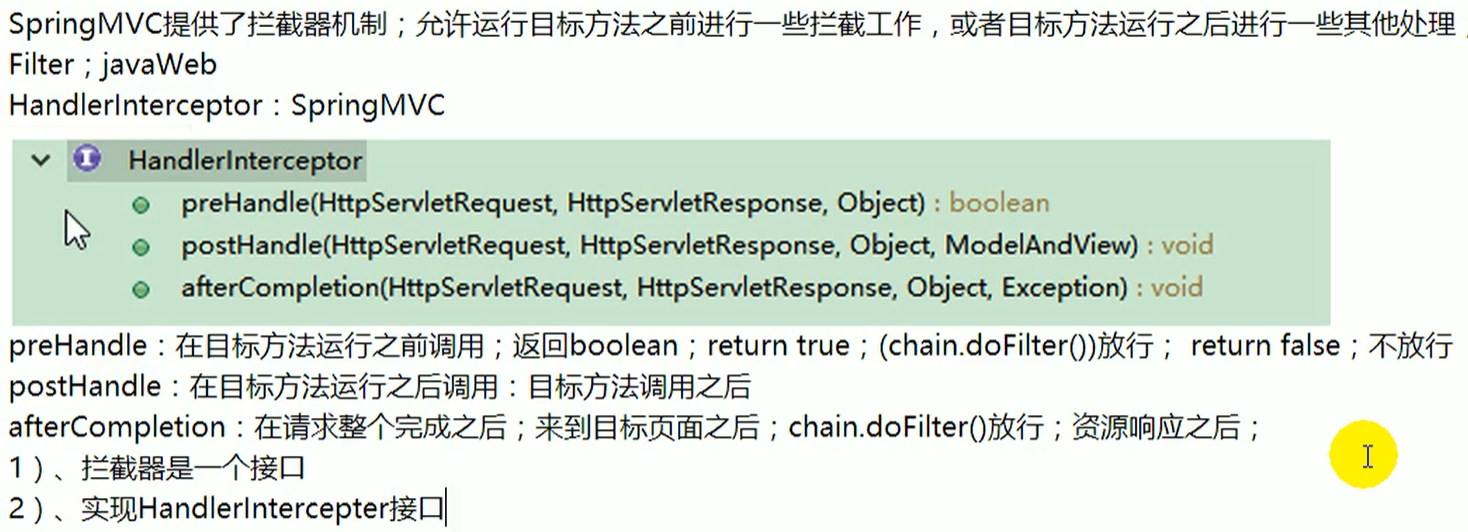 SpringMVC提供了拦截器机制；允许运行目标方法之前进行一些拦截工作，或者目标方法运行之后进行一些其他处理；
Filter；javaWeb
HandlerInterceptor：SpringMVC
HandlerInterceptor
preHandle(HttpServletRequest, HttpServletResponse, Object) : boolean
postHandle(HttpServletRequest, HttpServletResponse, Object, ModelAndView) : void
afterCompletion(HttpServletRequest, HttpServletResponse, Object, Exception) : void
preHandle：在目标方法运行之前调用；返回boolean；return true；(chain.doFilter())放行； return false；不放行
postHandle：在目标方法运行之后调用：目标方法调用之后
afterCompletion：在请求整个完成之后；来到目标页面之后；chain.doFilter()放行；资源响应之后；
1）、拦截器是一个接口
2）、实现HandlerIntercepter接口